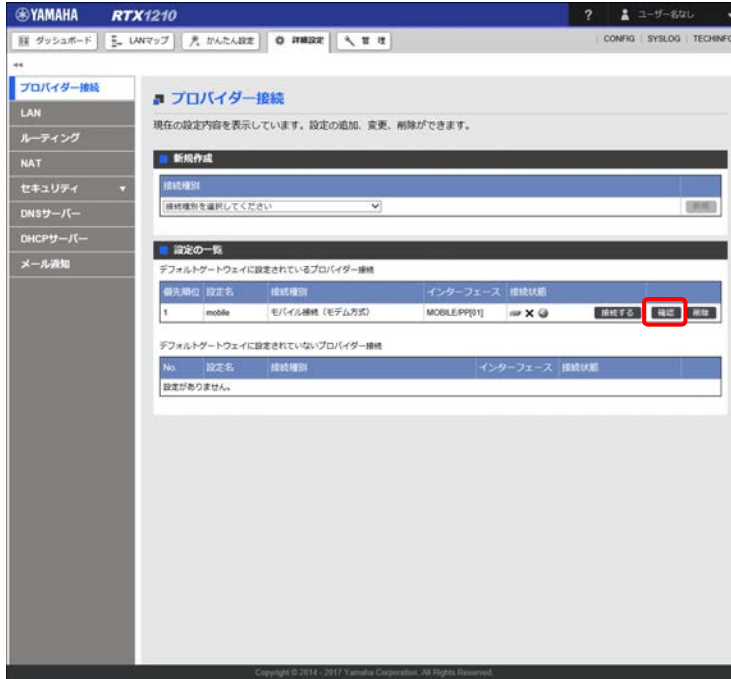 YAMAHA RTX1210 ? ユーザー名なし
ダッシュボード LANマップ かんたん設定 詳細設定 管理 CONFIG SYSLOG TECHINFO
プロバイダー接続
LAN
ルーティング
NAT
セキュリティ
DNSサーバー
DHCPサーバー
メール通知
プロバイダー接続
現在の設定内容を表示しています。設定の追加、変更、削除ができます。
新規作成
接続種別
接続種別を選択してください 新規
設定の一覧
デフォルトゲートウェイに設定されているプロバイダー接続
優先順位 設定名 接続種別 インターフェース 接続状態
1 mobile モバイル接続（モデム方式） MOBILE/PP[01] 接続する 確認 削除
デフォルトゲートウェイに設定されていないプロバイダー接続
No. 設定名 接続種別 インターフェース 接続状態
設定がありません。
Copyright © 2014 - 2017 Yamaha Corporation. All Rights Reserved.